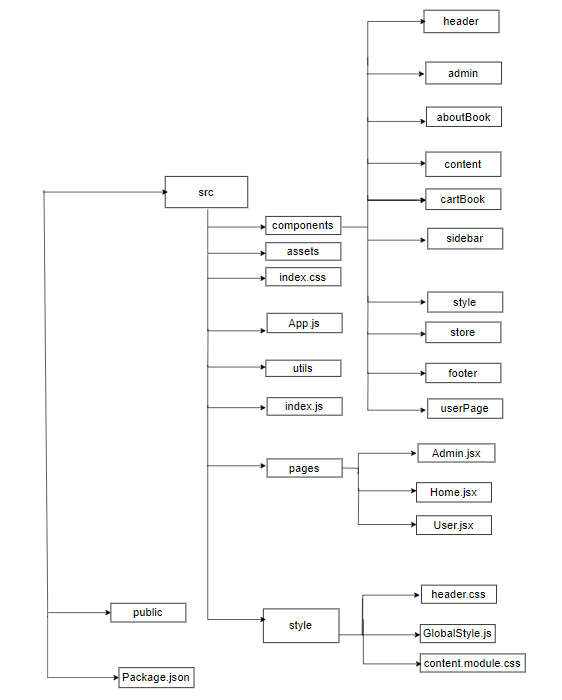 header
admin
aboutBook
content
src
cartBook
components
sidebar
assets
index.css
style
App.js
store
utils
footer
index.js
userPage
Admin.jsx
pages
Home.jsx
User.jsx
header.css
public
style
GlobalStyle.js
content.module.css
Package.json